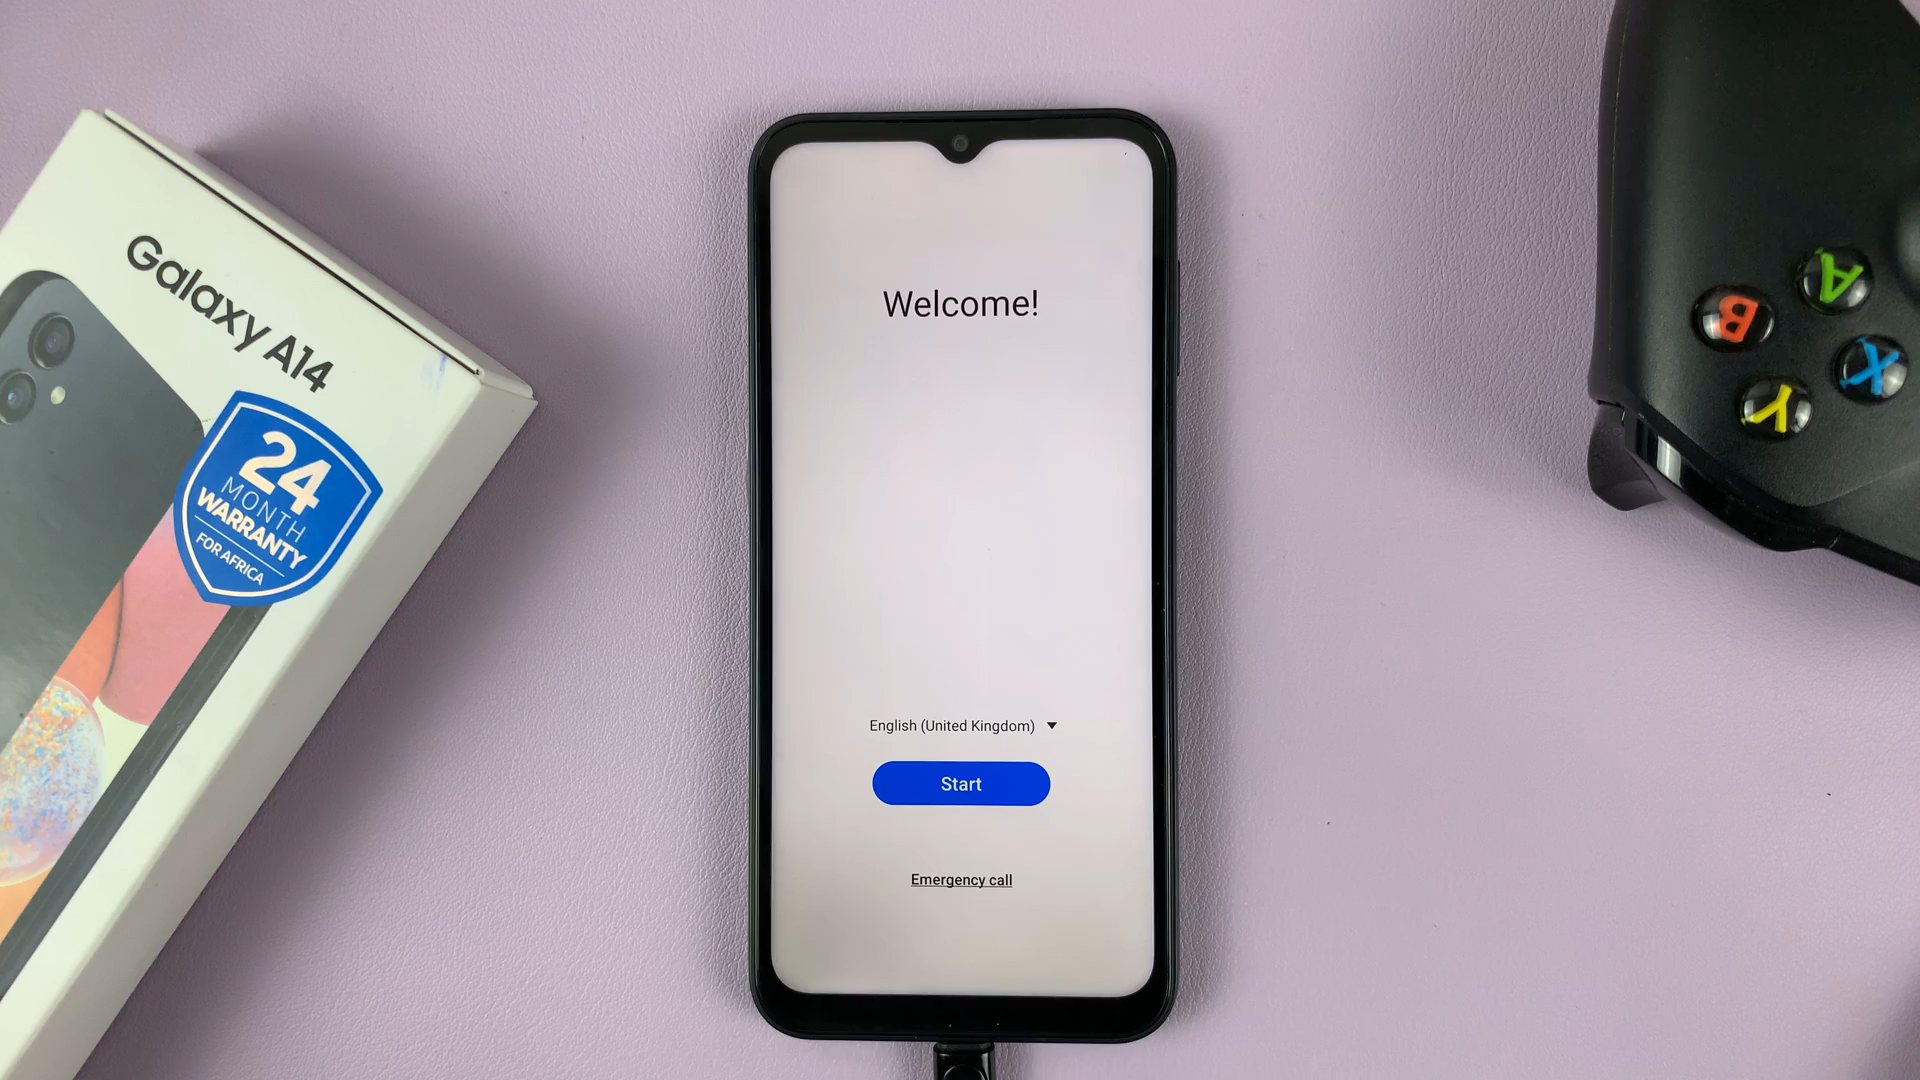 Galaxy A14
24
MONTH
WARRANTY
FOR AFRICA
Welcome!
English (United Kingdom)
Start
Emergency call
A
B
X
Y